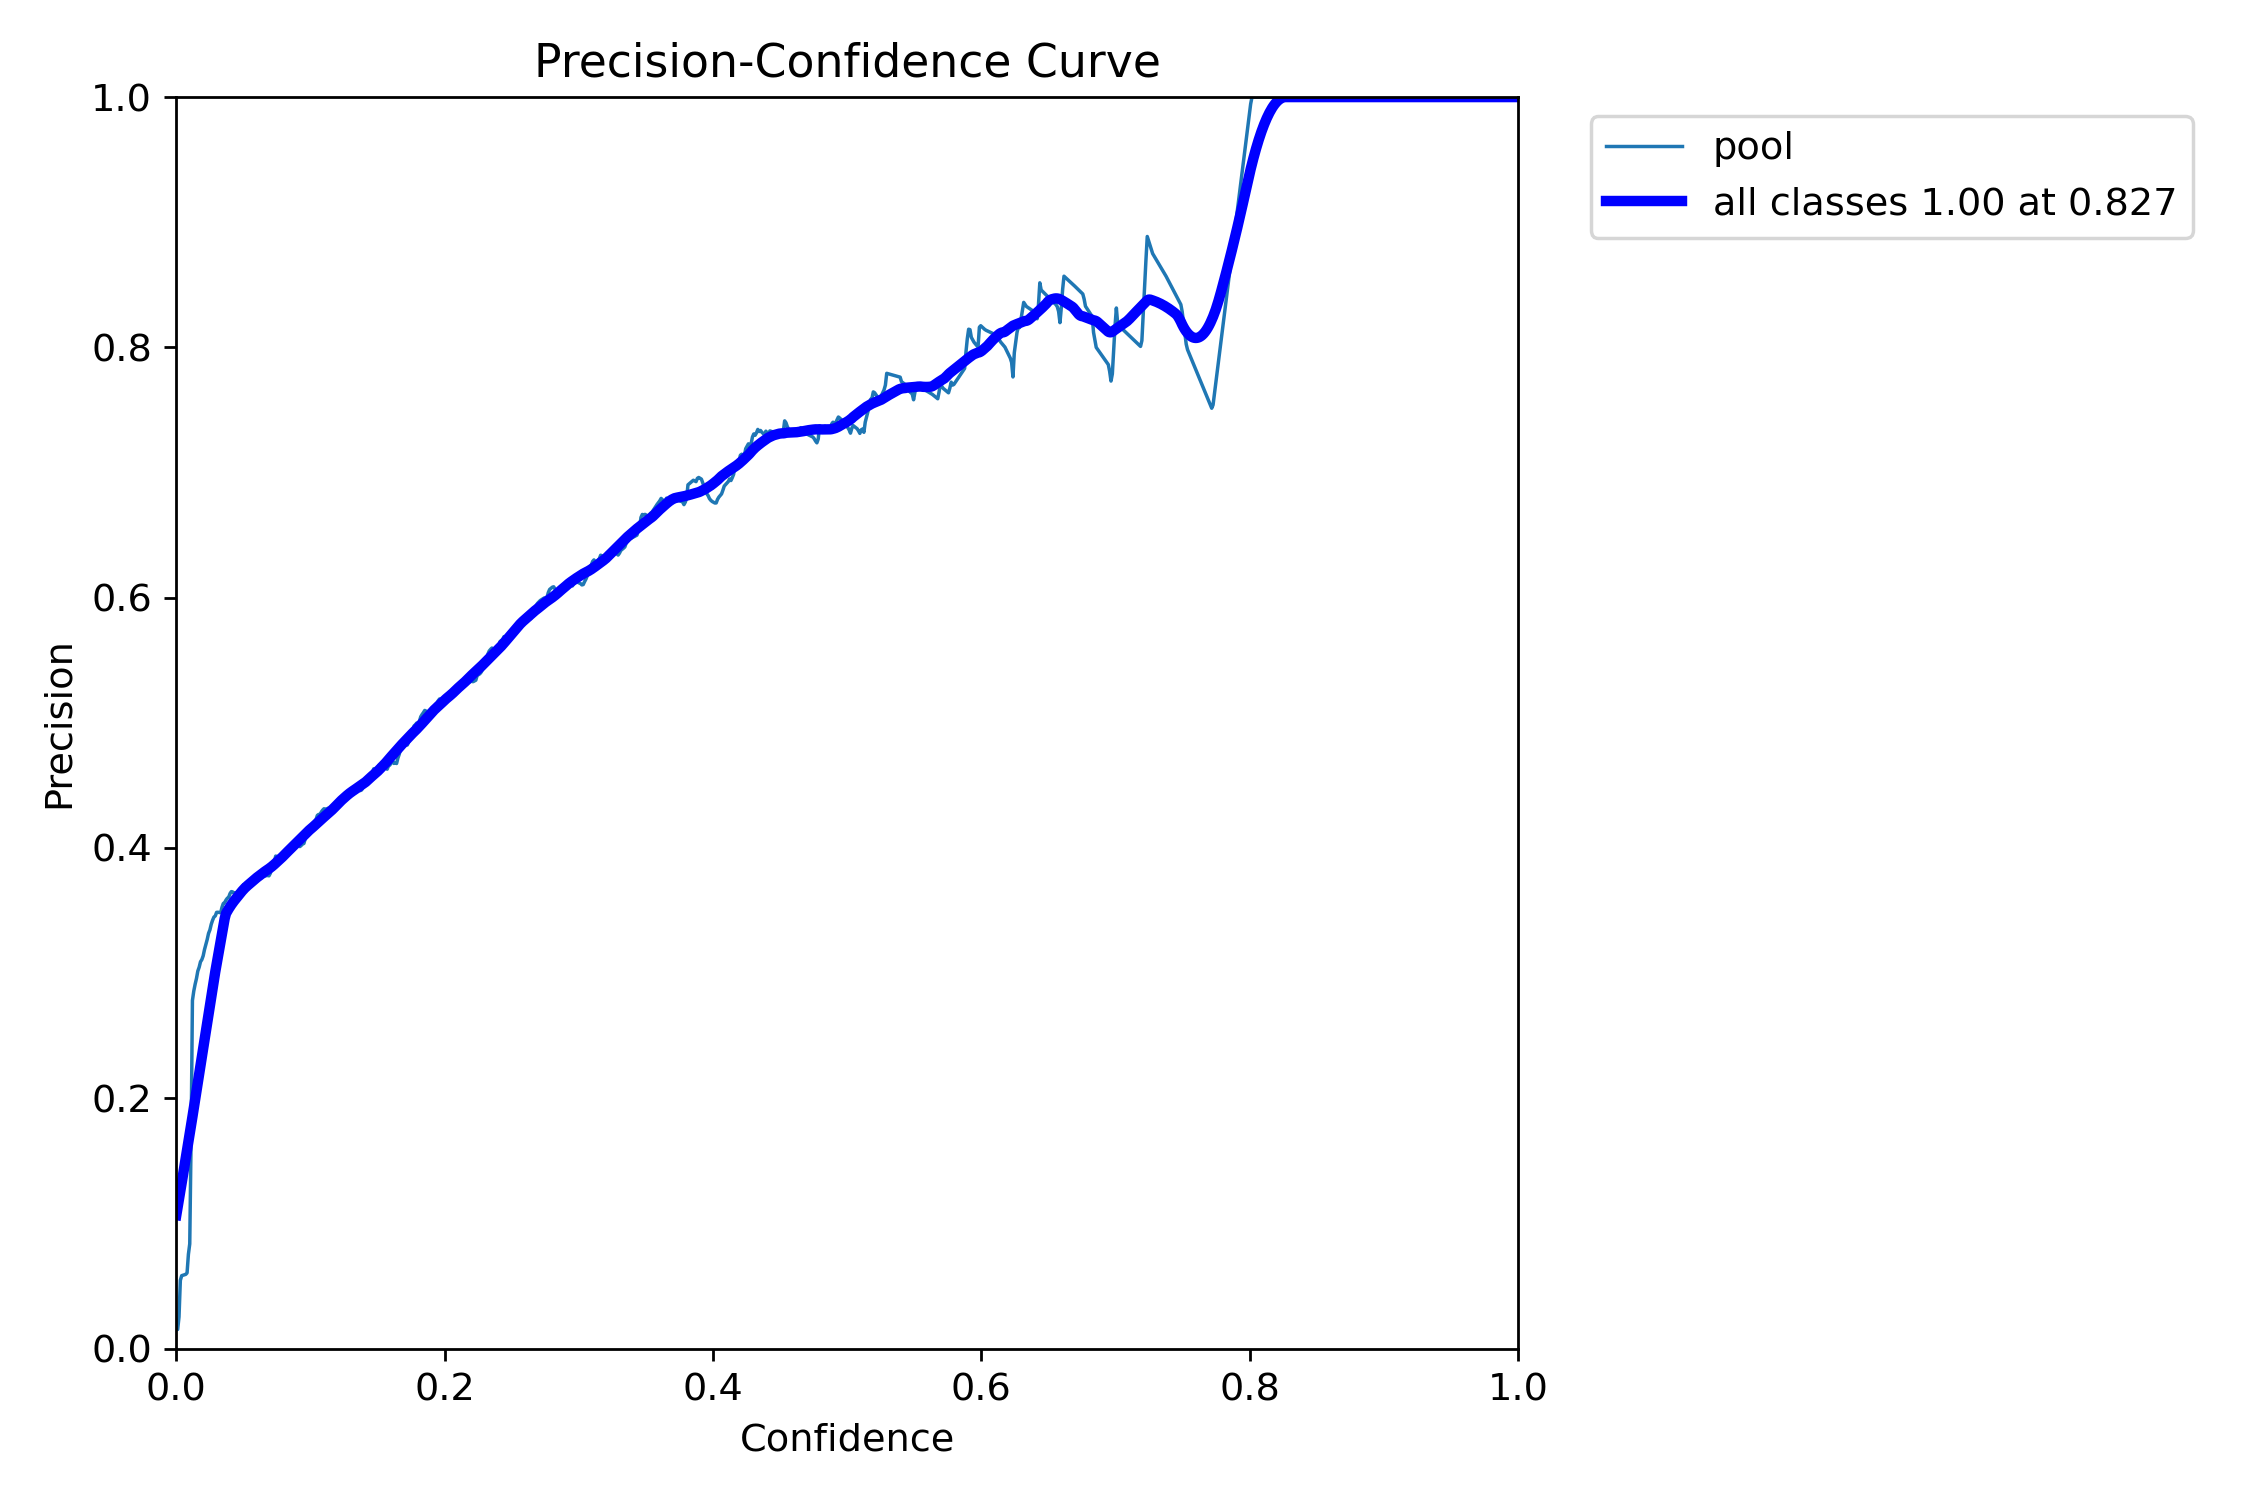 Precision-Confidence Curve
1.0
0.8
0.6
0.4
0.2
0.0
Precision
0.0 0.2 0.4 0.6 0.8 1.0
Confidence
pool
all classes 1.00 at 0.827